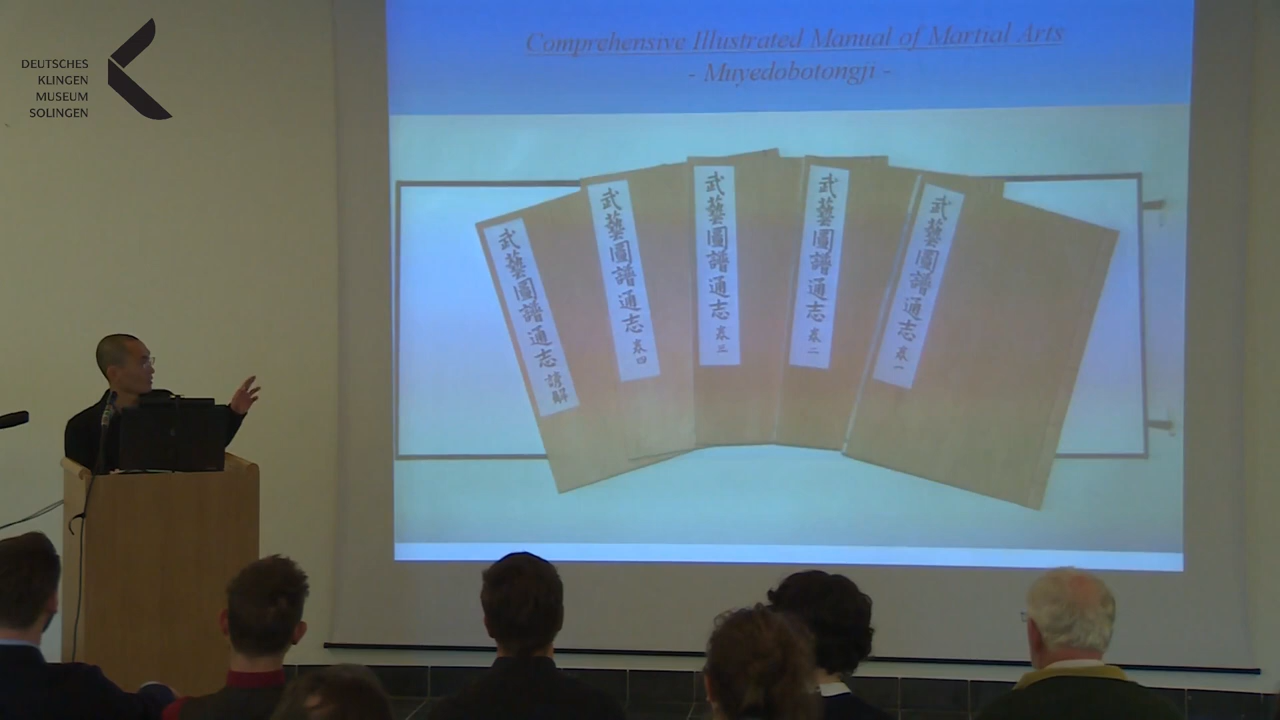 DEUTSCHES
KLINGEN
MUSEUM
SOLINGEN
Comprehensive Illustrated Manual of Martial Arts
- Muyedobotongji -
武藝圖譜通志 諺解
武藝圖譜通志 卷四
武藝圖譜通志 卷三
武藝圖譜通志 卷二
武藝圖譜通志 卷一